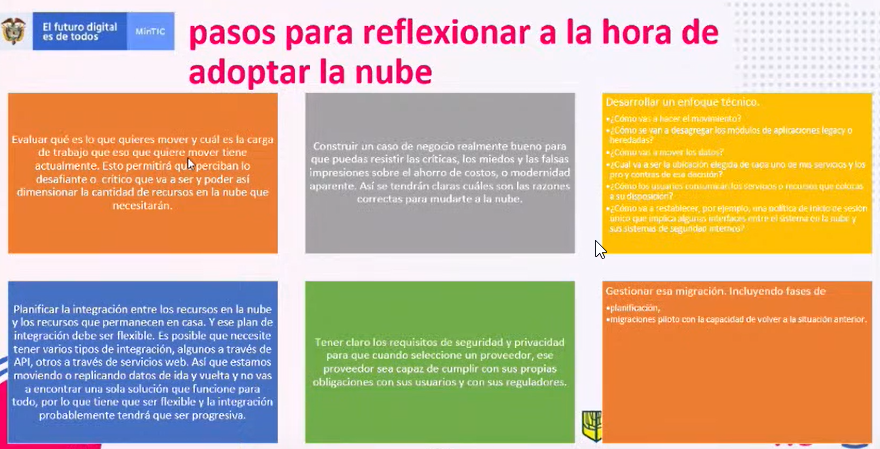 El futuro digital
es de todos
MinTIC
pasos para reflexionar a la hora de
adoptar la nube
Evaluar qué es lo que quieres mover y cuál es la carga
de trabajo que eso que quiere mover tiene
actualmente. Esto permitirá que perciban lo
desafiante o crítico que va a ser y poder así
dimensionar la cantidad de recursos en la nube que
necesitarán.
Construir un caso de negocio realmente bueno para
que puedas resistir las críticas, los miedos y las falsas
impresiones sobre el ahorro de costos, o modernidad
aparente. Así se tendrán claras cuáles son las razones
correctas para mudarte a la nube.
Desarrollar un enfoque técnico.
•¿Cómo vas a hacer el movimiento?
•¿Cómo se van a desagregar los módulos de aplicaciones legacy o
heredadas?
•¿Cómo vas a mover los datos?
•¿Cuál va a ser la ubicación elegida de cada uno de mis servicios y los
pro y contras de esa decisión?
•¿Cómo los usuarios consumirán los servicios o recursos que colocas
a su disposición?
•¿Cómo va a restablecer, por ejemplo, una política de inicio de sesión
único que implica algunas interfaces entre el sistema en la nube y
sus sistemas de seguridad internos?
Planificar la integración entre los recursos en la nube
y los recursos que permanecen en casa. Y ese plan de
integración debe ser flexible. Es posible que necesite
tener varios tipos de integración, algunos a través de
API, otros a través de servicios web. Así que estamos
moviendo o replicando datos de ida y vuelta y no vas
a encontrar una sola solución que funcione para
todo, por lo que tiene que ser flexible y la integración
probablemente tendrá que ser progresiva.
Tener claro los requisitos de seguridad y privacidad
para que cuando seleccione un proveedor, ese
proveedor sea capaz de cumplir con sus propias
obligaciones con sus usuarios y con sus reguladores.
Gestionar esa migración. Incluyendo fases de
•planificación,
•migraciones piloto con la capacidad de volver a la situación anterior.